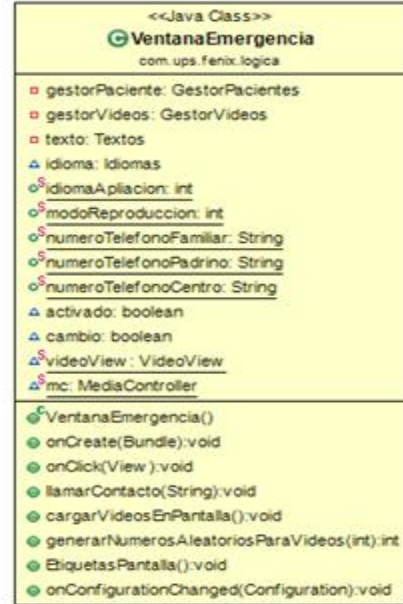 <<Java Class>>
VentanaEmergencia
com.ups.fenix.logica
gestorPaciente: GestorPacientes
gestorVideos: GestorVideos
texto: Textos
idioma: Idiomas
idiomaApliacion: int
modoReproduccion: int
numeroTelefonoFamiliar: String
numeroTelefonoPadrino: String
numeroTelefonoCentro: String
activado: boolean
cambio: boolean
videoView: VideoView
mc: MediaController
VentanaEmergencia()
onCreate(Bundle):void
onClick(View):void
llamarContacto(String):void
cargarVideosEnPantalla():void
generarNumerosAleatoriosParaVideos(int):int
EtiquetasPantalla():void
onConfigurationChanged(Configuration):void